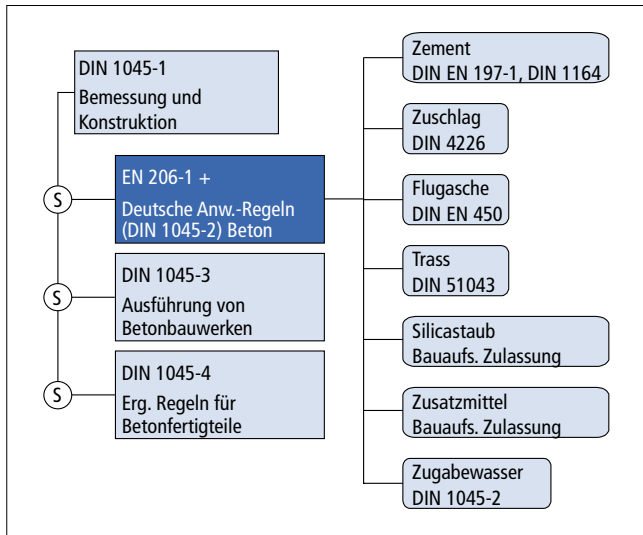 DIN 1045-1
Bemessung und
Konstruktion
S
EN 206-1 +
Deutsche Anw.-Regeln
(DIN 1045-2) Beton
S
DIN 1045-3
Ausführung von
Betonbauwerken
S
DIN 1045-4
Erg. Regeln für
Betonfertigteile
Zement
DIN EN 197-1, DIN 1164
Zuschlag
DIN 4226
Flugasche
DIN EN 450
Trass
DIN 51043
Silicastaub
Bauaufs. Zulassung
Zusatzmittel
Bauaufs. Zulassung
Zugabewasser
DIN 1045-2